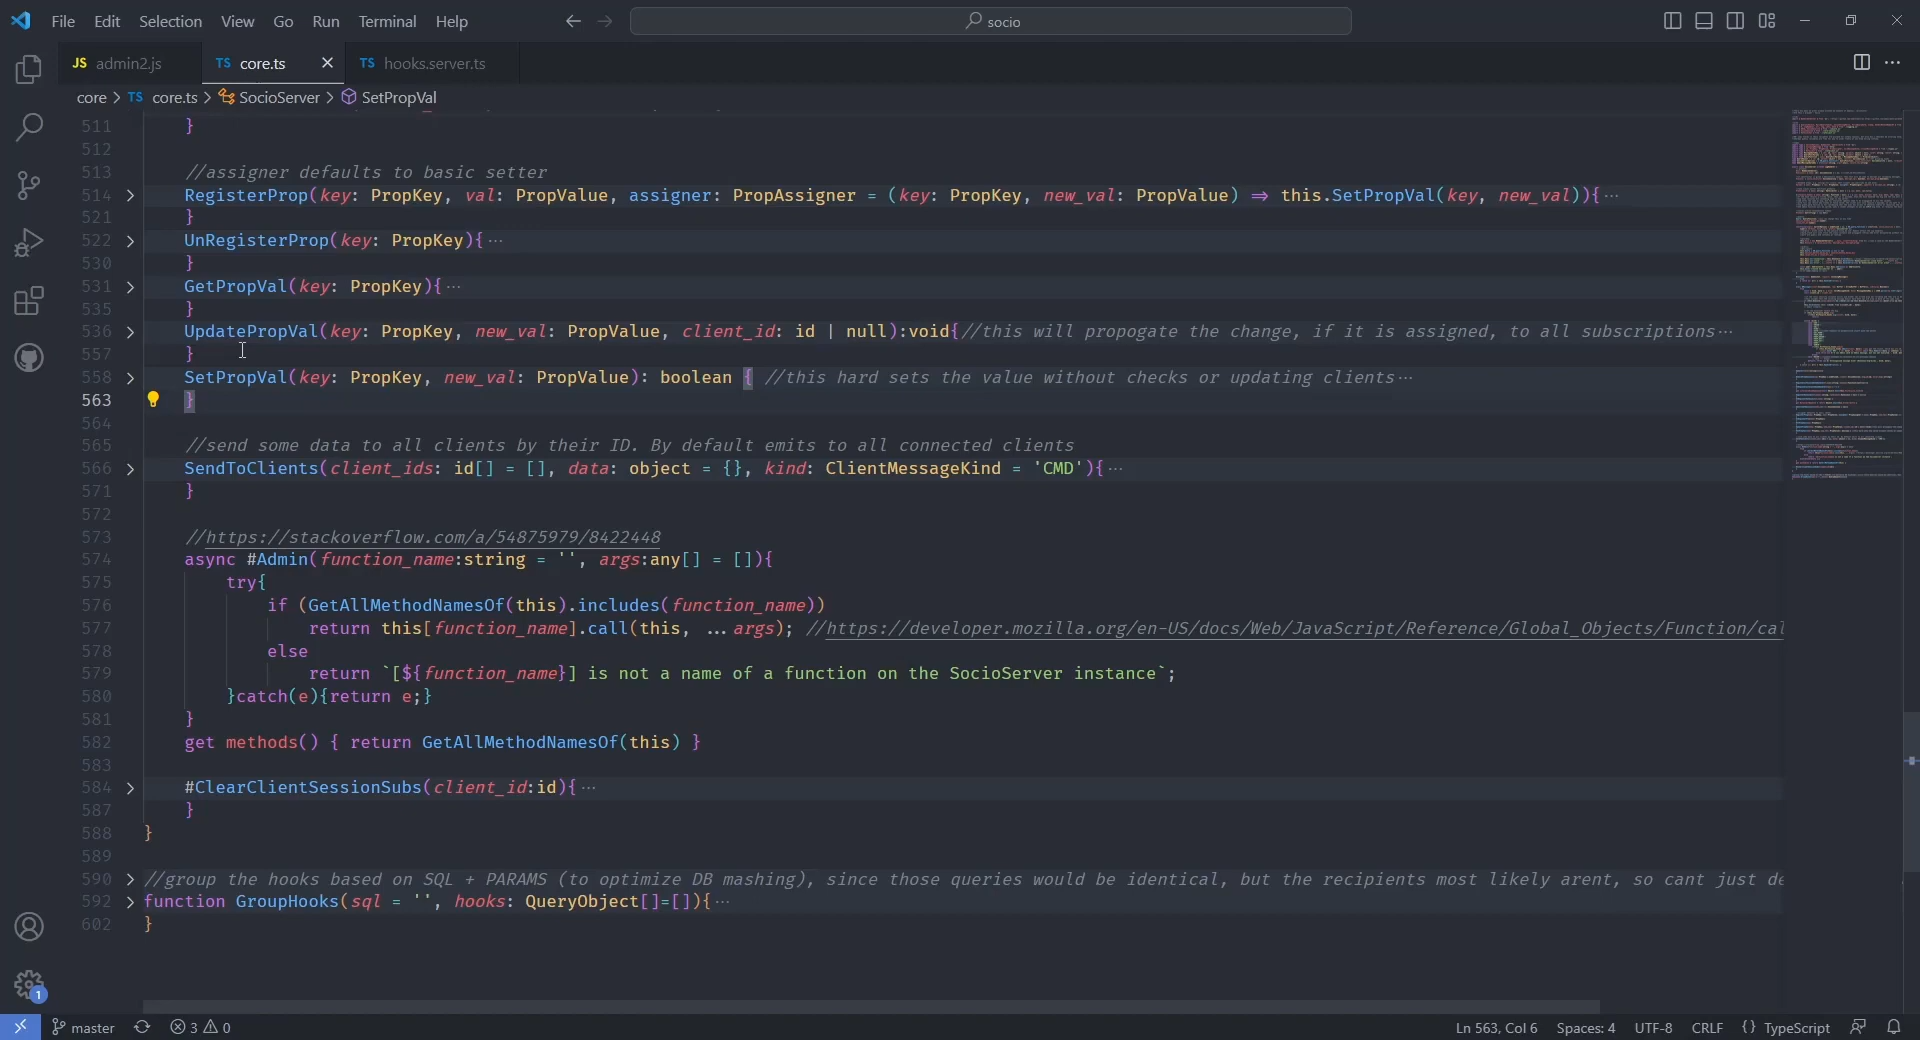 File Edit Selection View Go Run Terminal Help socio
JS admin2.js TS core.ts TS hooks.server.ts
core > TS core.ts > SocioServer > SetPropVal
511 }
512
513 //assigner defaults to basic setter
514 RegisterProp(key: PropKey, val: PropValue, assigner: PropAssigner = (key: PropKey, new_val: PropValue) => this.SetPropVal(key, new_val)){…
521 }
522 UnRegisterProp(key: PropKey){…
530 }
531 GetPropVal(key: PropKey){…
535 }
536 UpdatePropVal(key: PropKey, new_val: PropValue, client_id: id | null):void{//this will propogate the change, if it is assigned, to all subscriptions…
557 }
558 SetPropVal(key: PropKey, new_val: PropValue): boolean { //this hard sets the value without checks or updating clients…
563 }
564
565 //send some data to all clients by their ID. By default emits to all connected clients
566 SendToClients(client_ids: id[] = [], data: object = {}, kind: ClientMessageKind = 'CMD'){…
571 }
572
573 //https://stackoverflow.com/a/54875979/8422448
574 async #Admin(function_name:string = '', args:any[] = []){
575 try{
576 if (GetAllMethodNamesOf(this).includes(function_name))
577 return this[function_name].call(this, ...args); //https://developer.mozilla.org/en-US/docs/Web/JavaScript/Reference/Global_Objects/Function/cal
578 else
579 return `[${function_name}] is not a name of a function on the SocioServer instance`;
580 }catch(e){return e;}
581 }
582 get methods() { return GetAllMethodNamesOf(this) }
583
584 #ClearClientSessionSubs(client_id:id){…
587 }
588 }
589
590 //group the hooks based on SQL + PARAMS (to optimize DB mashing), since those queries would be identical, but the recipients most likely arent, so cant just de
592 function GroupHooks(sql = '', hooks: QueryObject[]=[]){…
602 }
1
master 3 0 Ln 563, Col 6 Spaces: 4 UTF-8 CRLF {} TypeScript